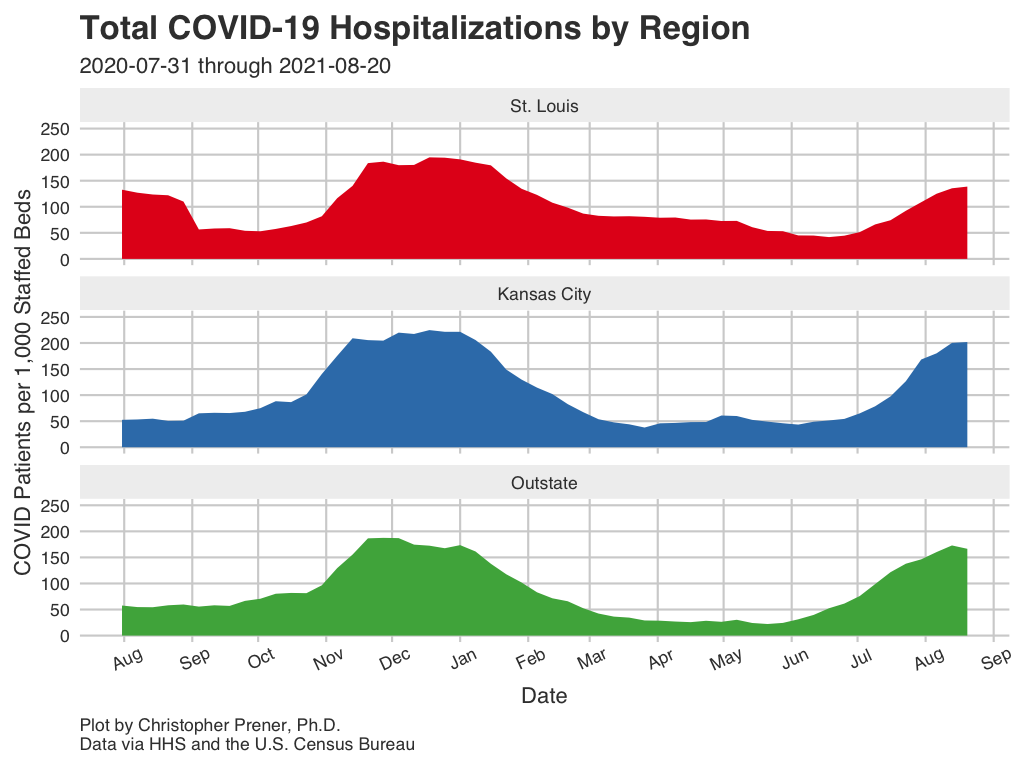 Total COVID-19 Hospitalizations by Region
2020-07-31 through 2021-08-20
COVID Patients per 1,000 Staffed Beds
St. Louis
250
200
150
100
50
0
Kansas City
250
200
150
100
50
0
Outstate
250
200
150
100
50
0
Aug Sep Oct Nov Dec Jan Feb Mar Apr May Jun Jul Aug Sep
Date
Plot by Christopher Prener, Ph.D.
Data via HHS and the U.S. Census Bureau